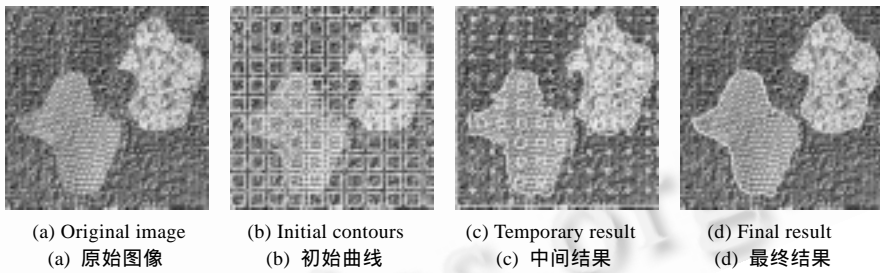 (a) Original image
(b) Initial contours
(c) Temporary result
(d) Final result
(a) 原始图像
(b) 初始曲线
(c) 中间结果
(d) 最终结果